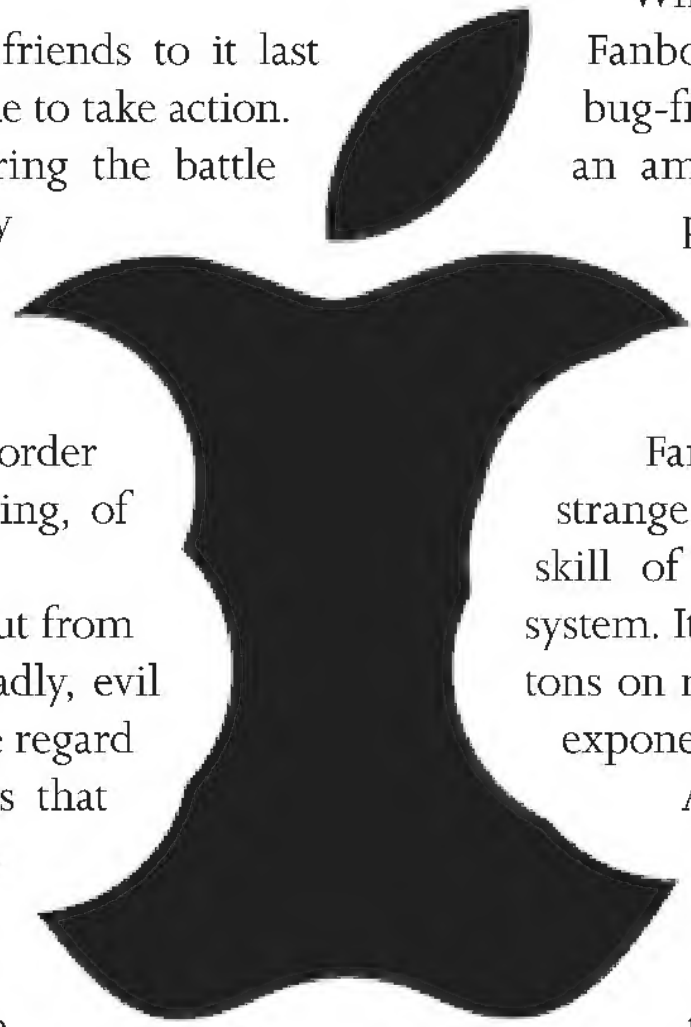 friends to it last
e to take action.
ring the battle
y
order
ing, of
ut from
adly, evil
e regard
s that
Fanbo
bug-fr
an am
p
Far
strange
skill of
system. It
tons on
expone
A